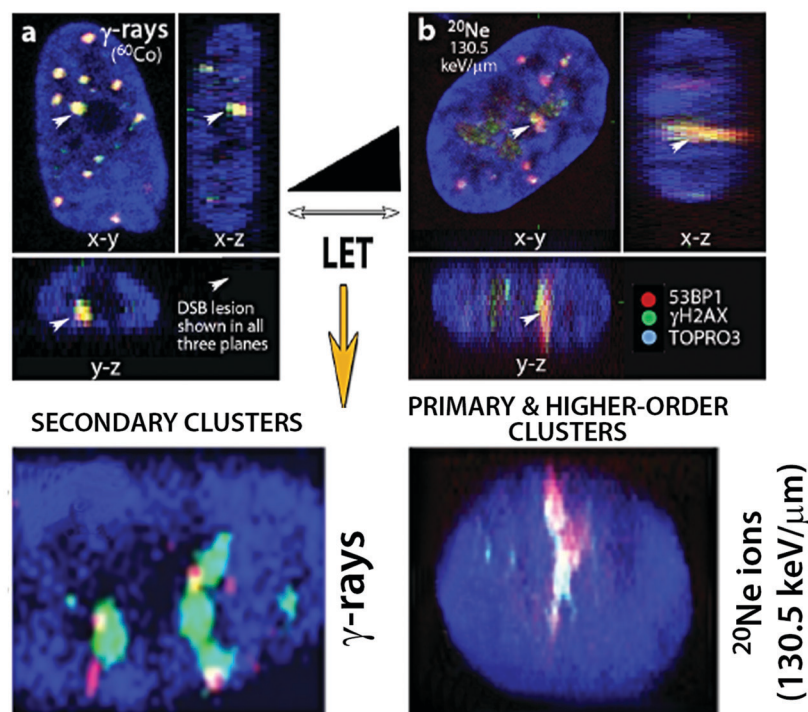 a
γ-rays
(⁶⁰Co)
x-y
x-z
y-z
DSB lesion
shown in all
three planes
LET
b
²⁰Ne
130.5
keV/μm
x-y
x-z
y-z
53BP1
γH2AX
TOPRO3
SECONDARY CLUSTERS
PRIMARY & HIGHER-ORDER
CLUSTERS
γ-rays
²⁰Ne ions
(130.5 keV/μm)